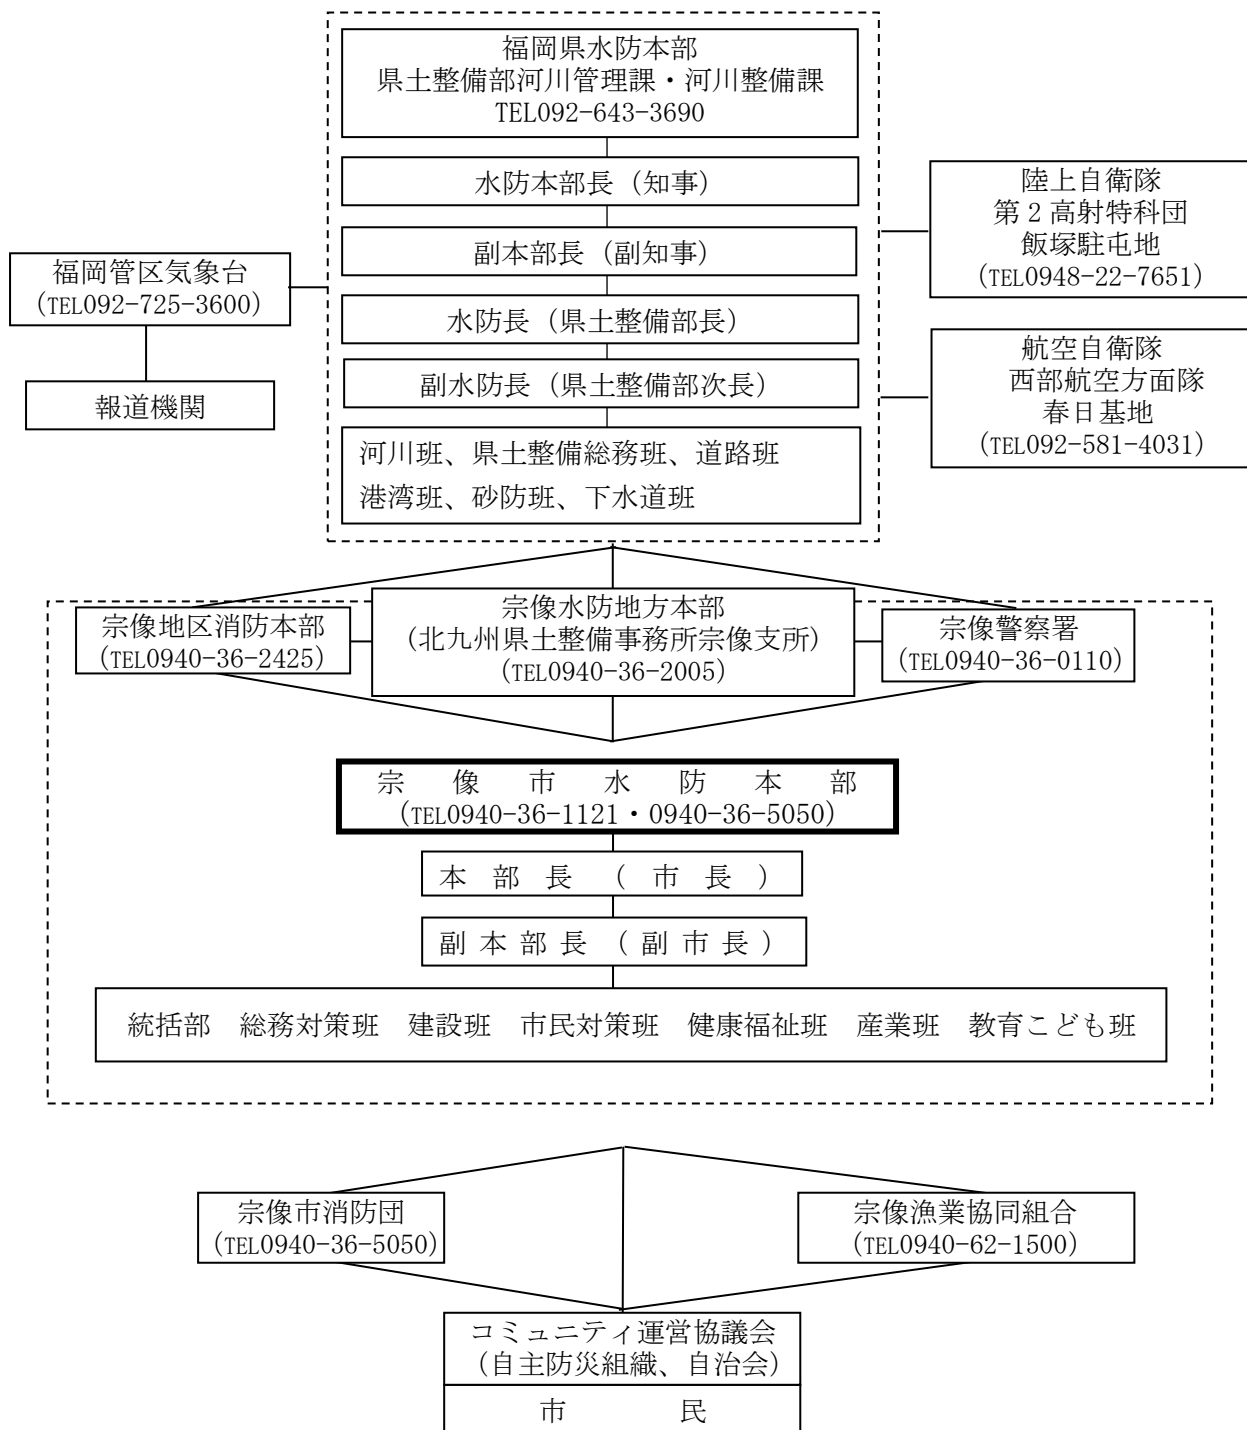 福岡県水防本部
県土整備部河川管理課・河川整備課
TEL092-643-3690
水防本部長（知事）
副本部長（副知事）
水防長（県土整備部長）
副水防長（県土整備部次長）
河川班、県土整備総務班、道路班
港湾班、砂防班、下水道班
福岡管区気象台
（TEL092-725-3600）
報道機関
陸上自衛隊
第2高射特科団
飯塚駐屯地
（TEL0948-22-7651）
航空自衛隊
西部航空方面隊
春日基地
（TEL092-581-4031）
宗像地区消防本部
（TEL0940-36-2425）
宗像水防地方本部
(北九州県土整備事務所宗像支所)
（TEL0940-36-2005）
宗像警察署
（TEL0940-36-0110）
宗像市水防本部
（TEL0940-36-1121・0940-36-5050）
本部長（市長）
副本部長（副市長）
統括部　総務対策班　建設班　市民対策班　健康福祉班　産業班　教育こども班
宗像市消防団
（TEL0940-36-5050）
宗像漁業協同組合
（TEL0940-62-1500）
コミュニティ運営協議会
（自主防災組織、自治会）
市　　　　民